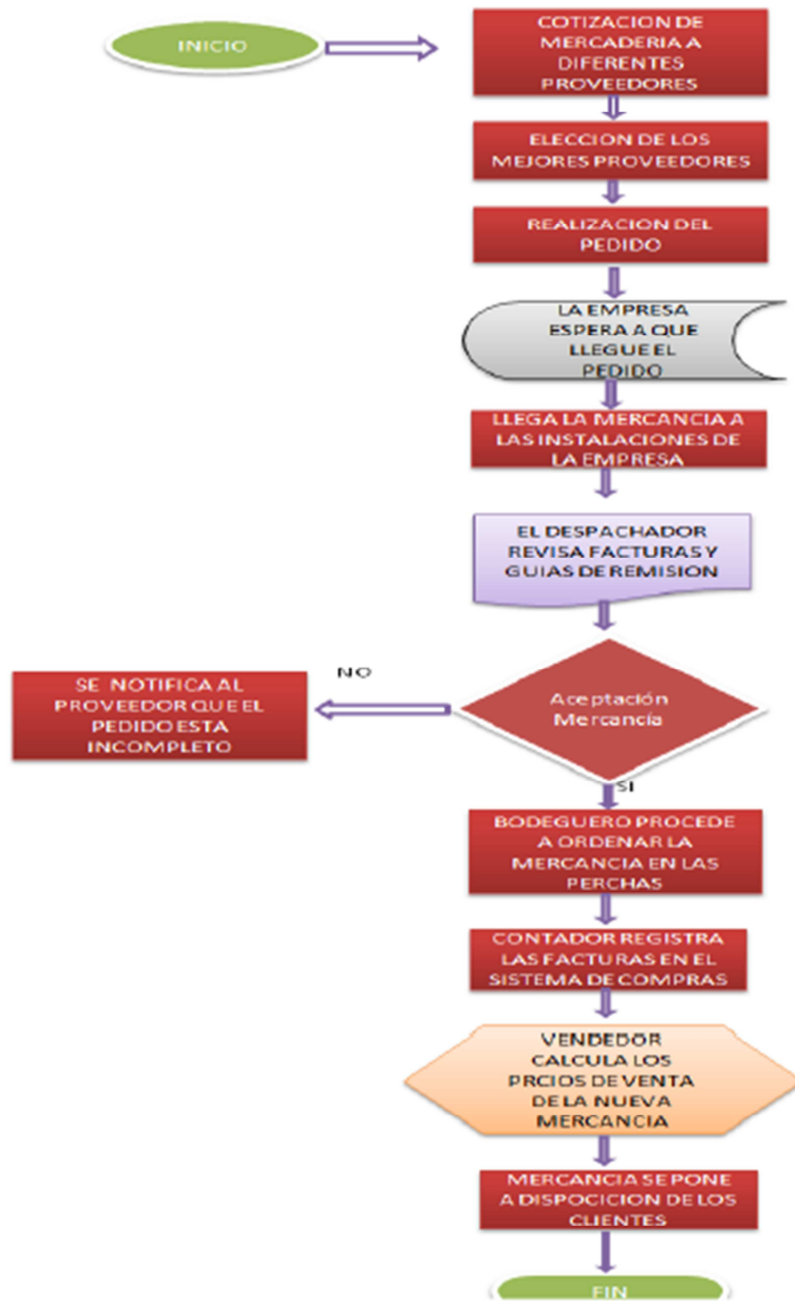 INICIO
COTIZACION DE
MERCADERIA A
DIFERENTES
PROVEEDORES
ELECCION DE LOS
MEJORES PROVEEDORES
REALIZACION DEL
PEDIDO
LA EMPRESA
ESPERA A QUE
LLEGUE EL
PEDIDO
LLEGA LA MERCANCIA A
LAS INSTALACIONES DE
LA EMPRESA
EL DESPACHADOR
REVISA FACTURAS Y
GUIAS DE REMISION
Aceptación
Mercancía
NO
SE NOTIFICA AL
PROVEEDOR QUE EL
PEDIDO ESTA
INCOMPLETO
SI
BODEGUERO PROCEDE
A ORDENAR LA
MERCANCIA EN LAS
PERCHAS
CONTADOR REGISTRA
LAS FACTURAS EN EL
SISTEMA DE COMPRAS
VENDEDOR
CALCULA LOS
PRCIOS DE VENTA
DE LA NUEVA
MERCANCIA
MERCANCIA SE PONE
A DISPOCICION DE LOS
CLIENTES
FIN